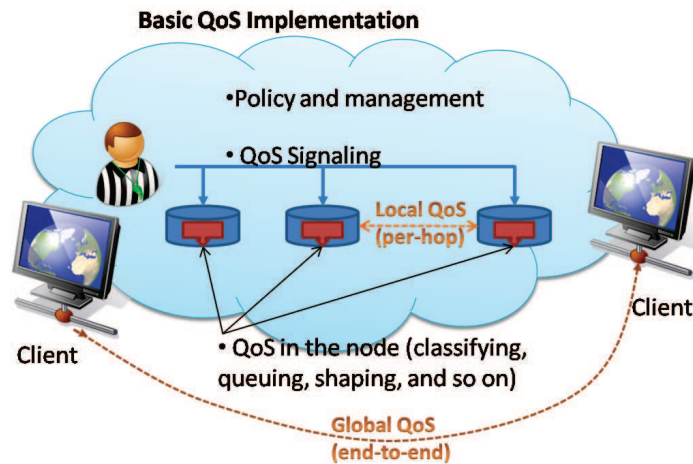 Basic QoS Implementation
•Policy and management
• QoS Signaling
Local QoS
(per-hop)
Client
Client
• QoS in the node (classifying,
queuing, shaping, and so on)
Global QoS
(end-to-end)